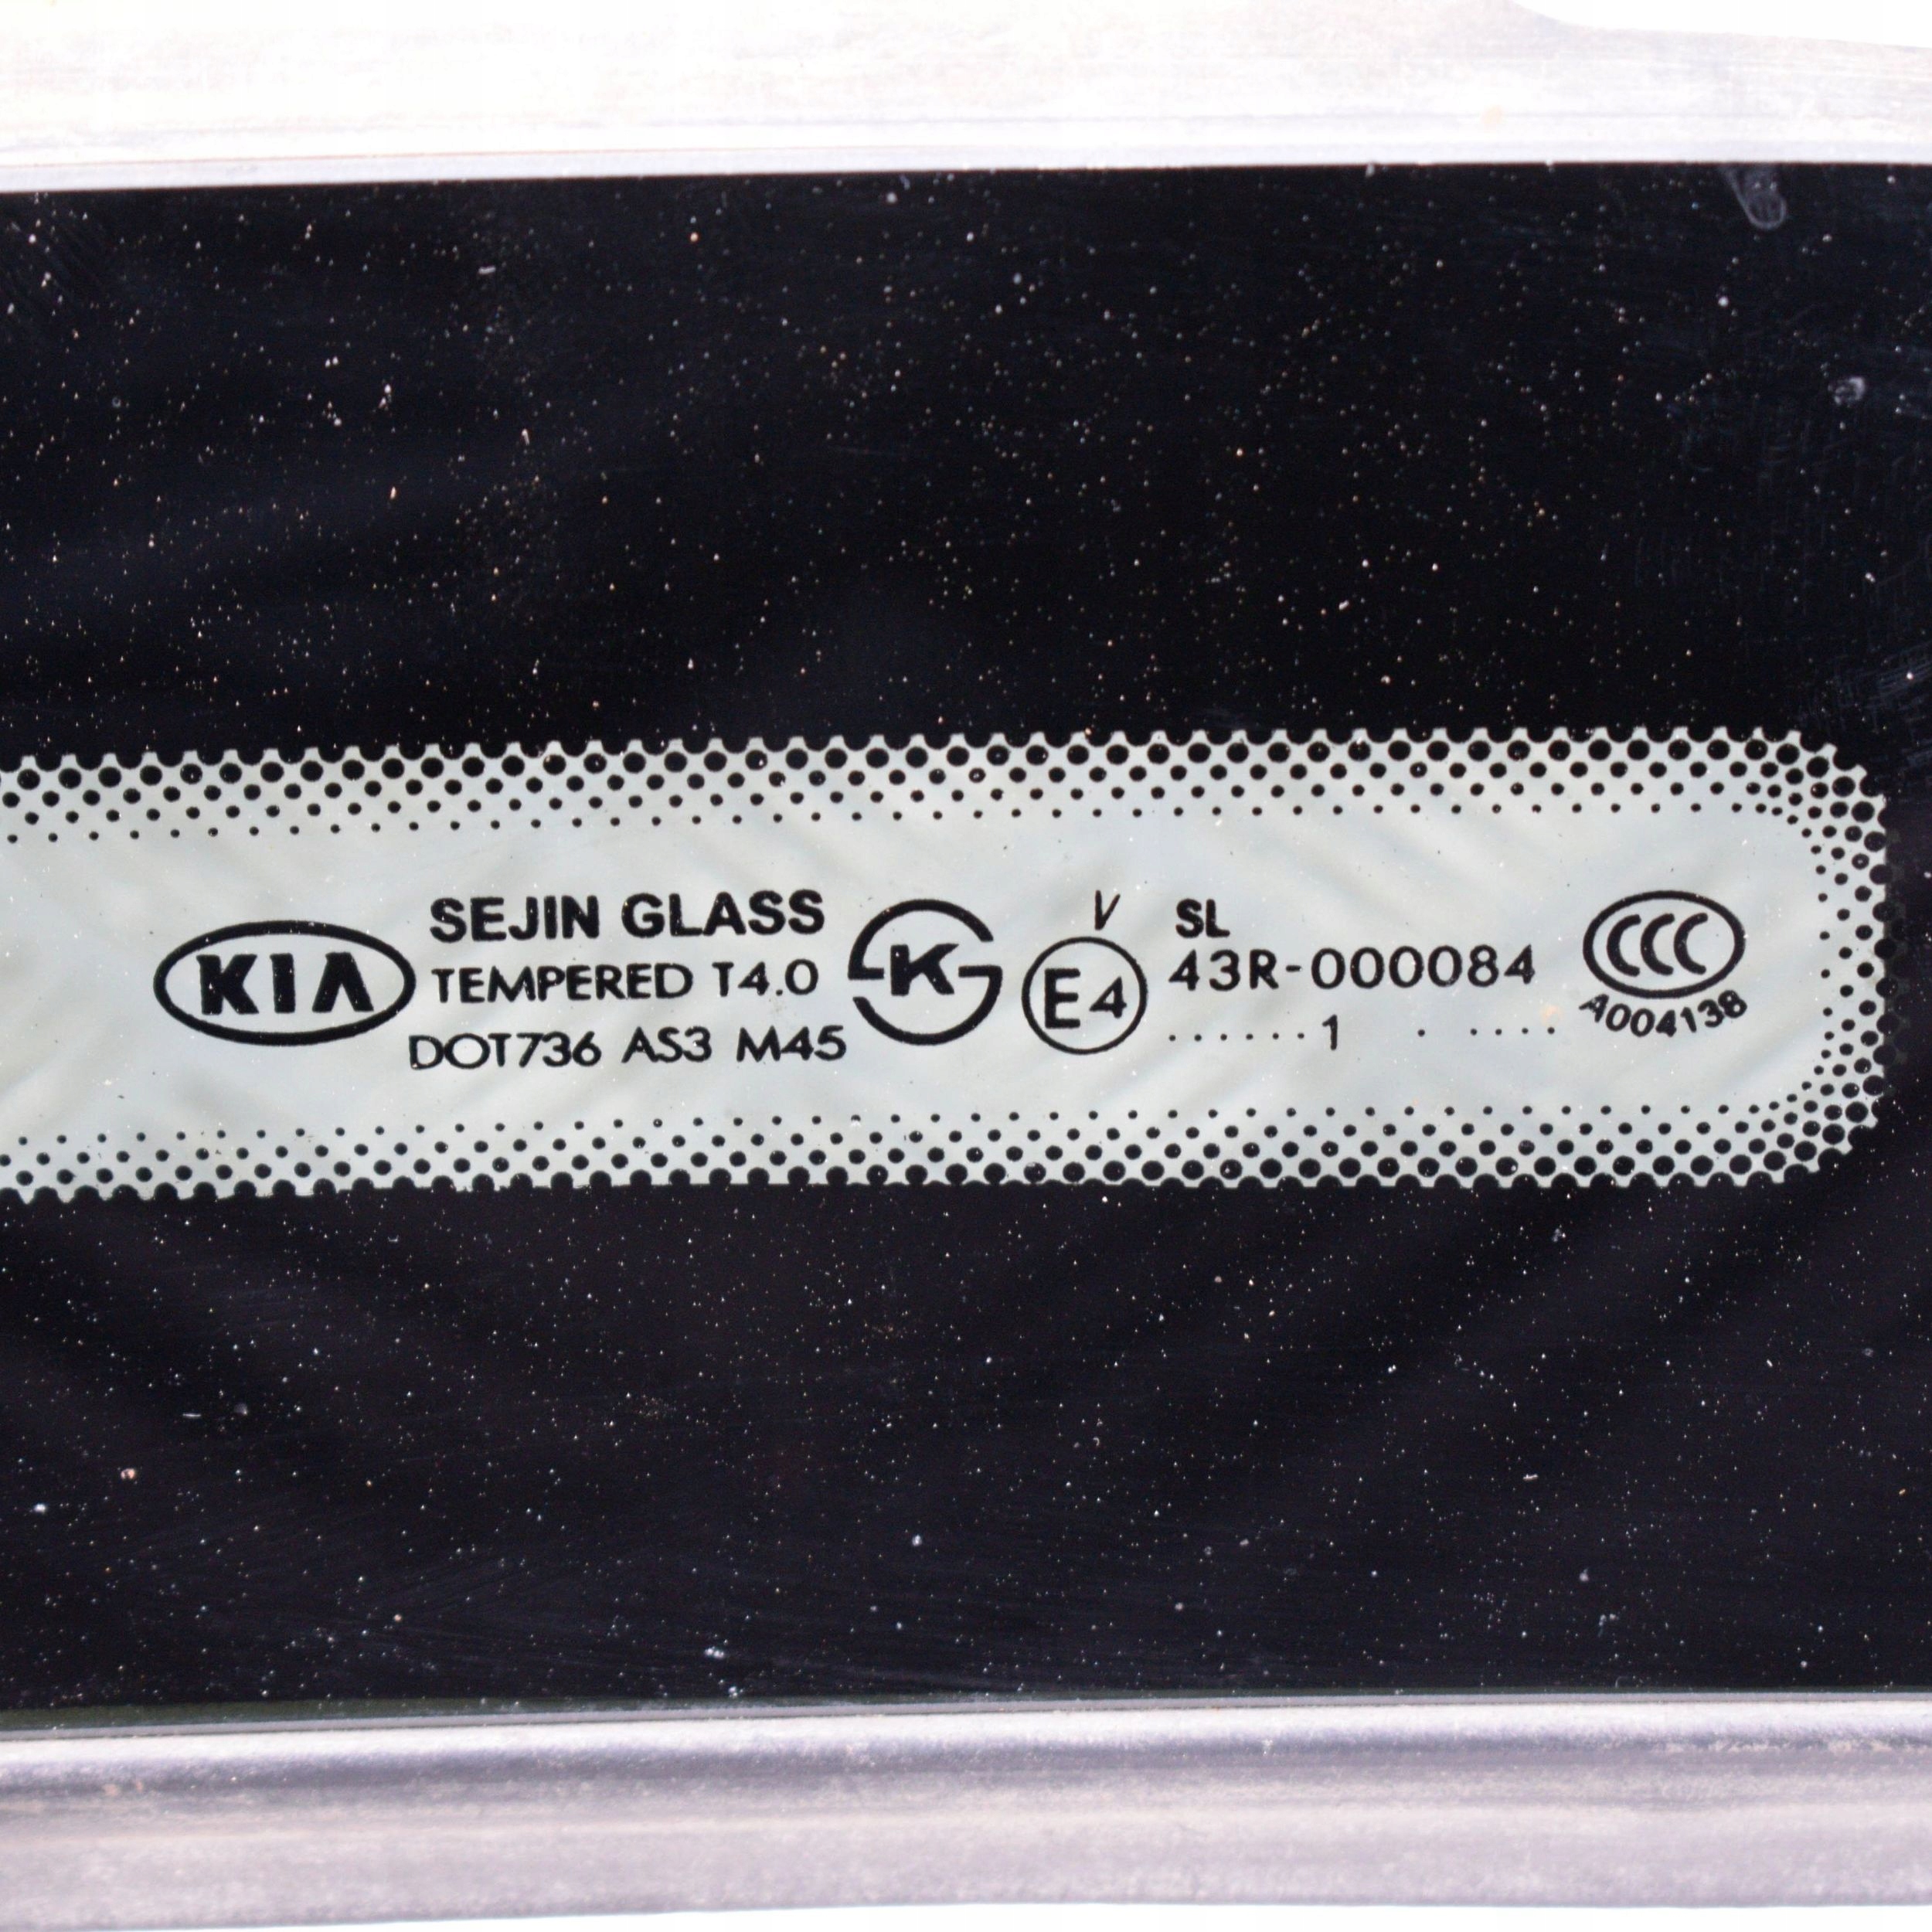 KIA
SEJIN GLASS
TEMPERED T4.0
DOT736 AS3 M45
K
V
E4
SL
43R-000084
......1 . ....
CCC
A004138